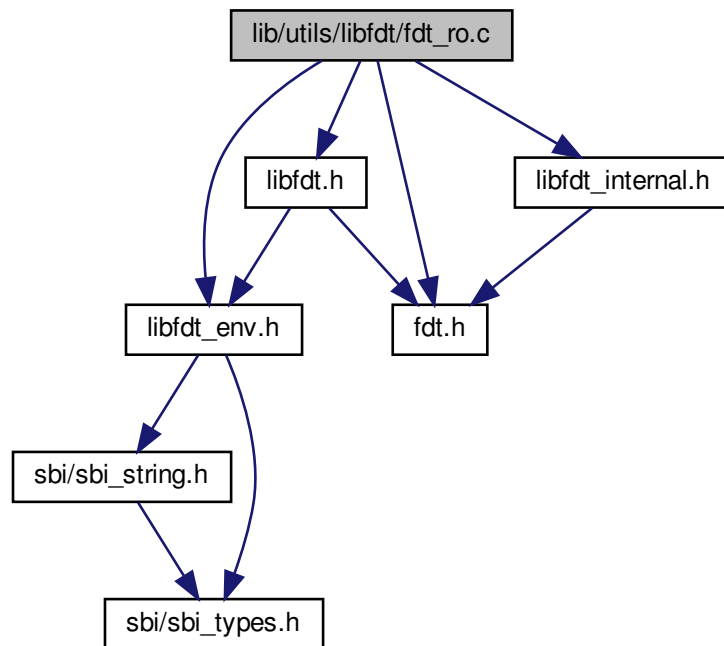 lib/utils/libfdt/fdt_ro.c
libfdt.h
libfdt_internal.h
libfdt_env.h
fdt.h
sbi/sbi_string.h
sbi/sbi_types.h